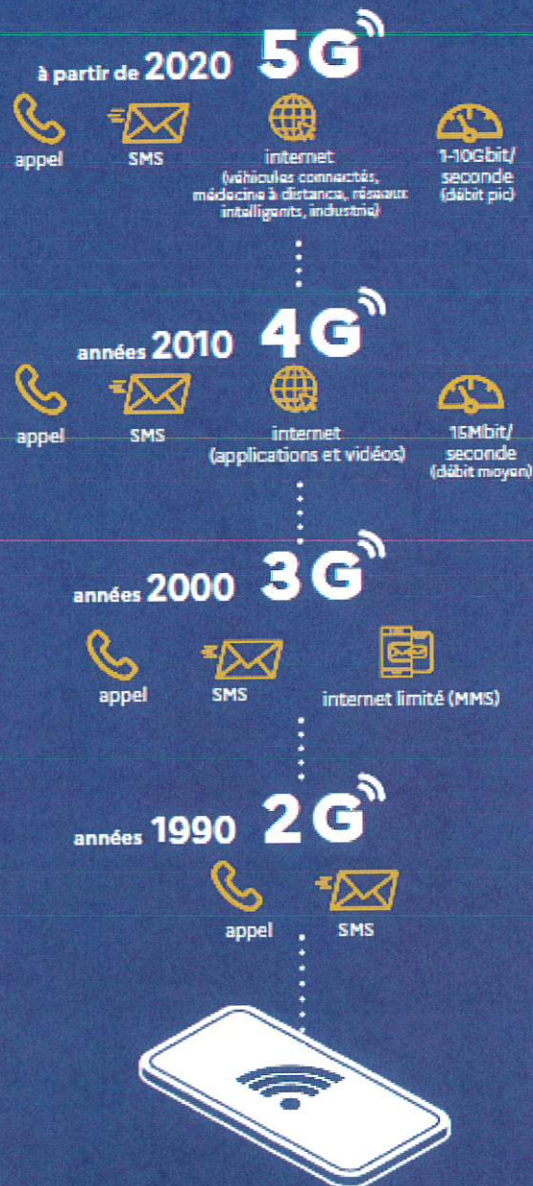 à partir de 2020 5G
appel
SMS
internet
(véhicules connectés,
médecine à distance, réseaux
intelligents, industrie)
1-10Gbit/
seconde
(débit pic)
années 2010 4G
appel
SMS
internet
(applications et vidéos)
15Mbit/
seconde
(débit moyen)
années 2000 3G
appel
SMS
internet limité (MMS)
années 1990 2G
appel
SMS